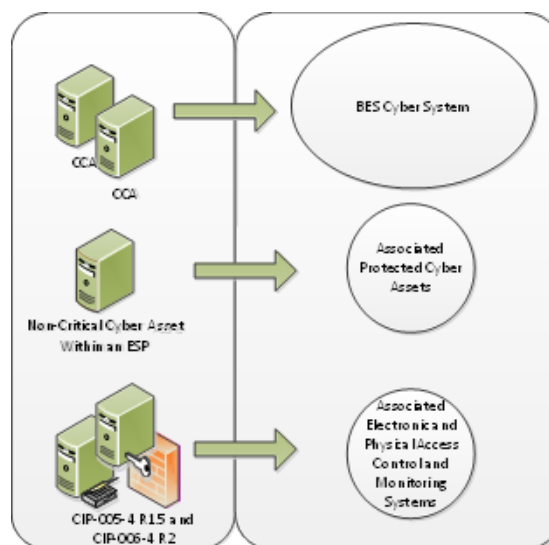 CCA
CCA
BES Cyber System
Non-Critical Cyber Asset
Within an ESP
Associated
Protected Cyber
Assets
CIP-005-4 R1.5 and
CIP-006-4 R2
Associated
Electronic and
Physical Access
Control and
Monitoring
Systems